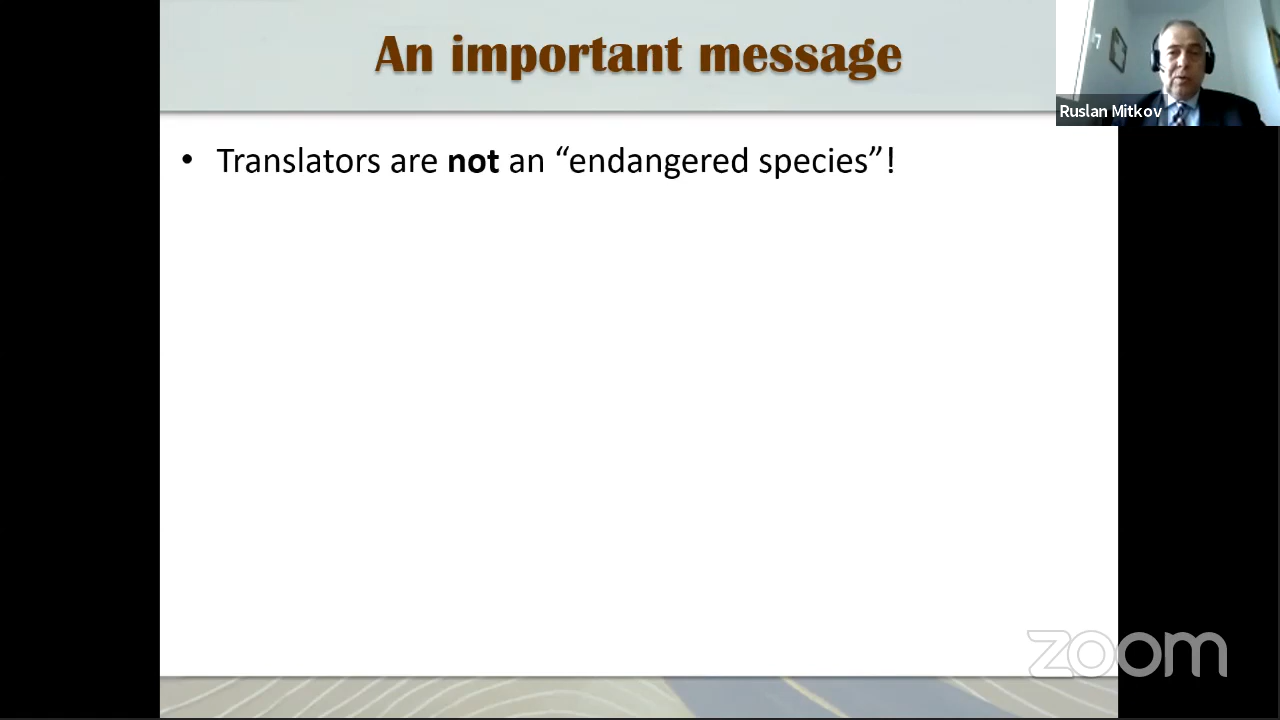 An important message
Ruslan Mitkov
• Translators are not an “endangered species”!
zoom